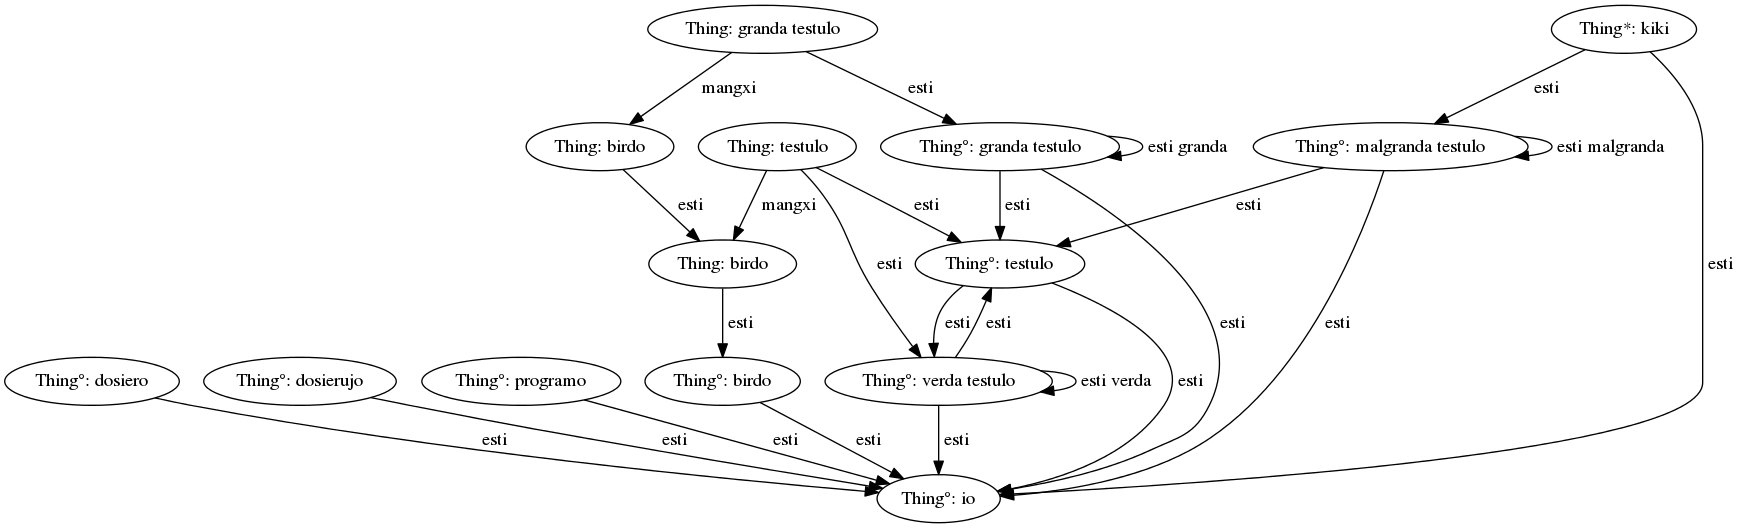 Thing: granda testulo
Thing*: kiki
mangxi
esti
esti
Thing: birdo
Thing: testulo
Thing°: granda testulo
esti granda
Thing°: malgranda testulo
esti malgranda
esti
mangxi
esti
esti
esti
Thing: birdo
esti
Thing°: testulo
esti
esti
esti
esti
esti
esti
Thing°: dosiero
Thing°: dosierujo
Thing°: programo
Thing°: birdo
Thing°: verda testulo
esti verda
esti
esti
esti
esti
esti
esti
Thing°: io